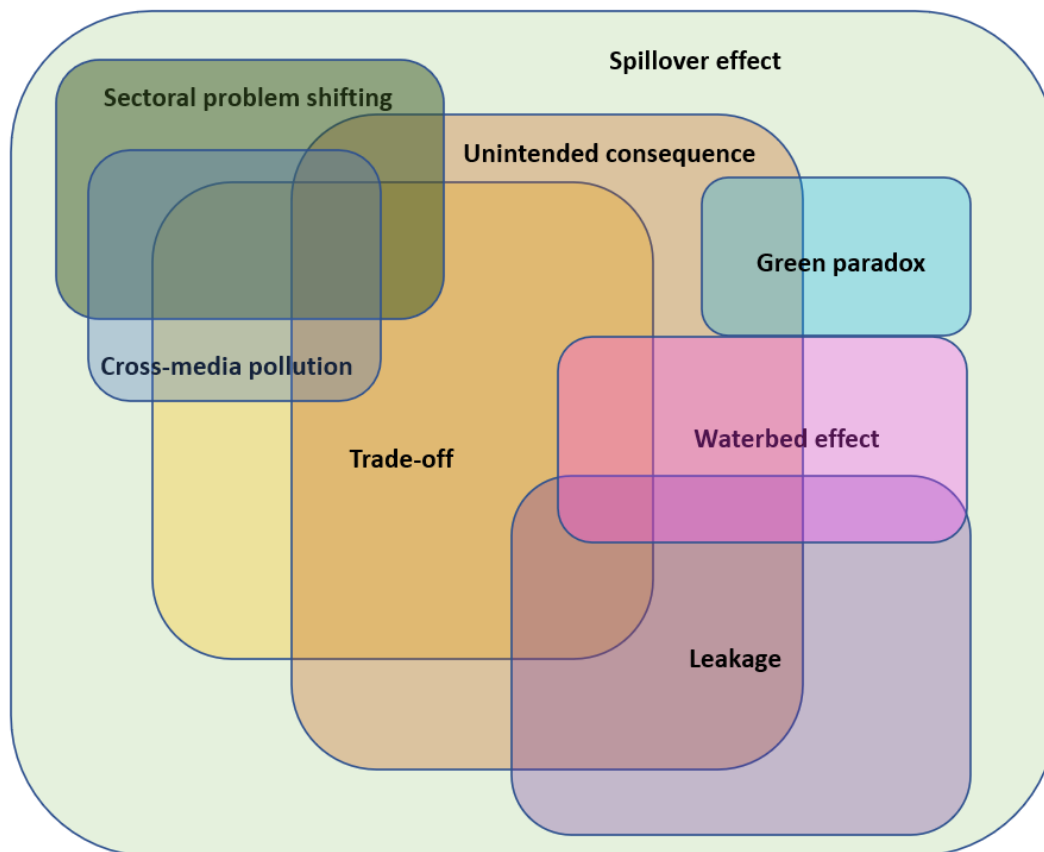 Spillover effect
Sectoral problem shifting
Unintended consequence
Green paradox
Cross-media pollution
Waterbed effect
Trade-off
Leakage